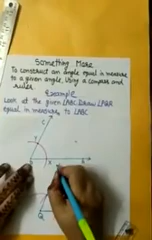 Something More
To construct an angle equal in measure
to a given angle, Using a compass and
ruler.
Example
Look at the given ∠ABC. Draw ∠PQR
equal in measure to ∠ABC
C
Y
B
X
A
Q